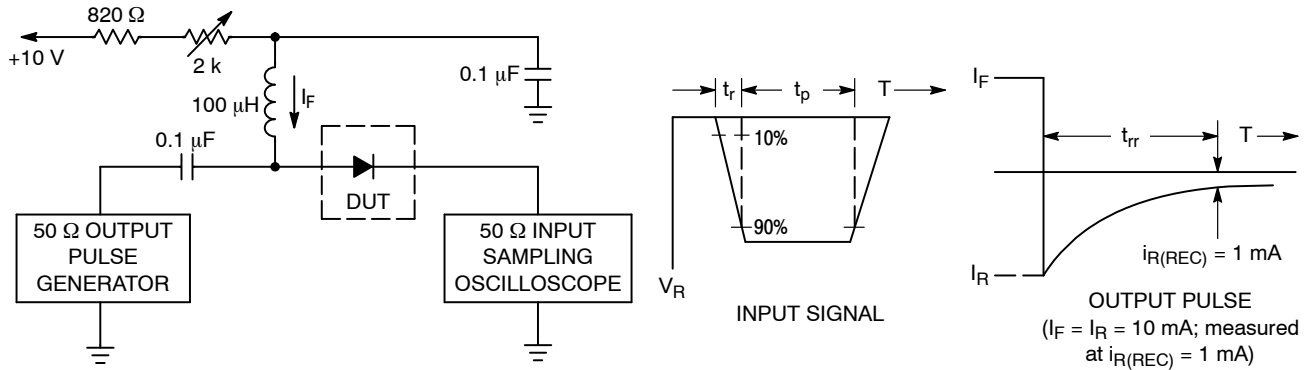 820 Ω
+10 V
2 k
100 μH
I_F
0.1 μF
0.1 μF
DUT
50 Ω OUTPUT
PULSE
GENERATOR
50 Ω INPUT
SAMPLING
OSCILLOSCOPE
t_r
t_p
T
10%
90%
V_R
INPUT SIGNAL
I_F
t_rr
T
I_R
i_R(REC) = 1 mA
OUTPUT PULSE
(I_F = I_R = 10 mA; measured
at i_R(REC) = 1 mA)